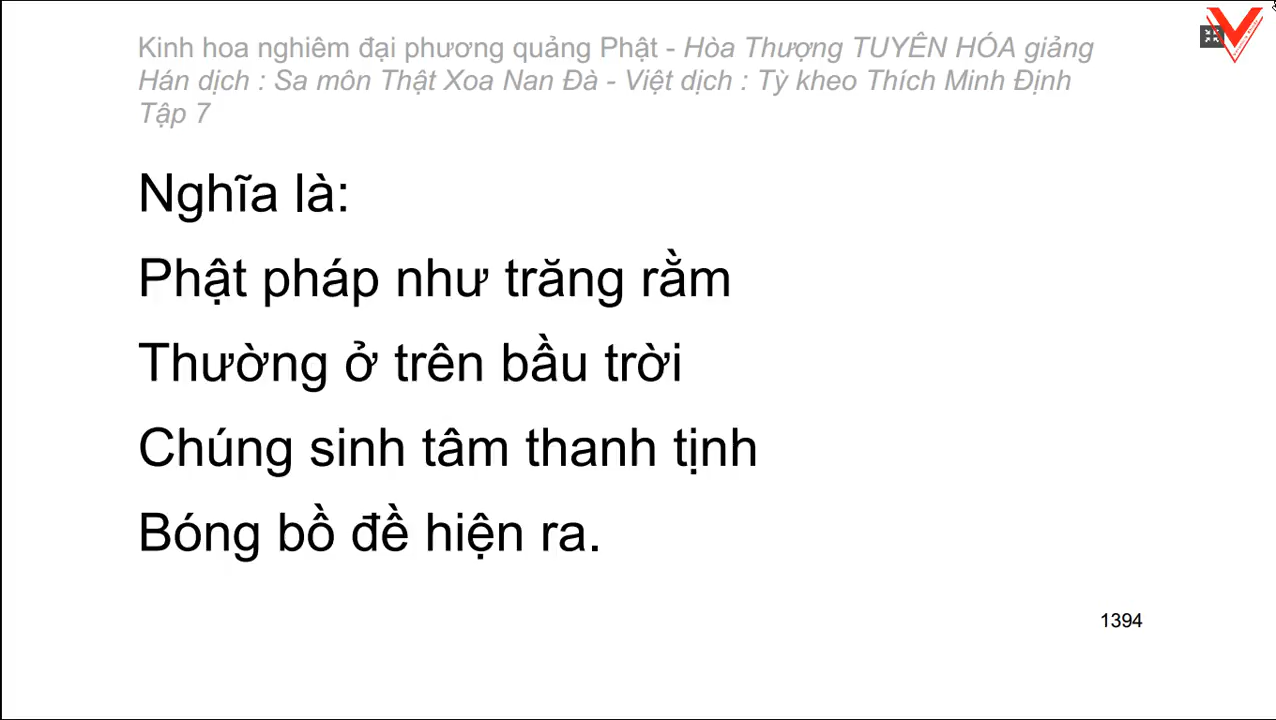 Kinh hoa nghiêm đại phương quảng Phật - Hòa Thượng TUYÊN HÓA giảng
Hán dịch : Sa môn Thật Xoa Nan Đà - Việt dịch : Tỳ kheo Thích Minh Định
Tập 7
Nghĩa là:
Phật pháp như trăng rằm
Thường ở trên bầu trời
Chúng sinh tâm thanh tịnh
Bóng bồ đề hiện ra.
1394